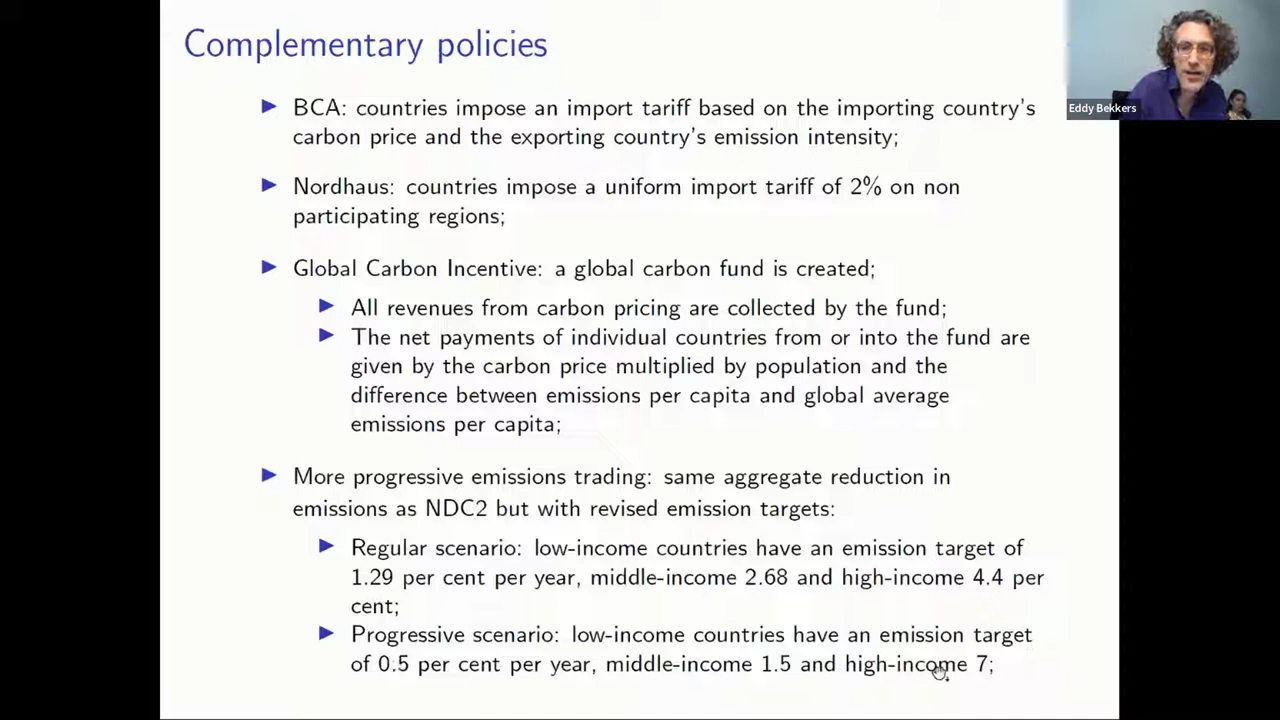 Complementary policies
Eddy Bekkers
BCA: countries impose an import tariff based on the importing country's
carbon price and the exporting country's emission intensity;
Nordhaus: countries impose a uniform import tariff of 2% on non
participating regions;
Global Carbon Incentive: a global carbon fund is created;
All revenues from carbon pricing are collected by the fund;
The net payments of individual countries from or into the fund are
given by the carbon price multiplied by population and the
difference between emissions per capita and global average
emissions per capita;
More progressive emissions trading: same aggregate reduction in
emissions as NDC2 but with revised emission targets:
Regular scenario: low-income countries have an emission target of
1.29 per cent per year, middle-income 2.68 and high-income 4.4 per
cent;
Progressive scenario: low-income countries have an emission target
of 0.5 per cent per year, middle-income 1.5 and high-income 7;